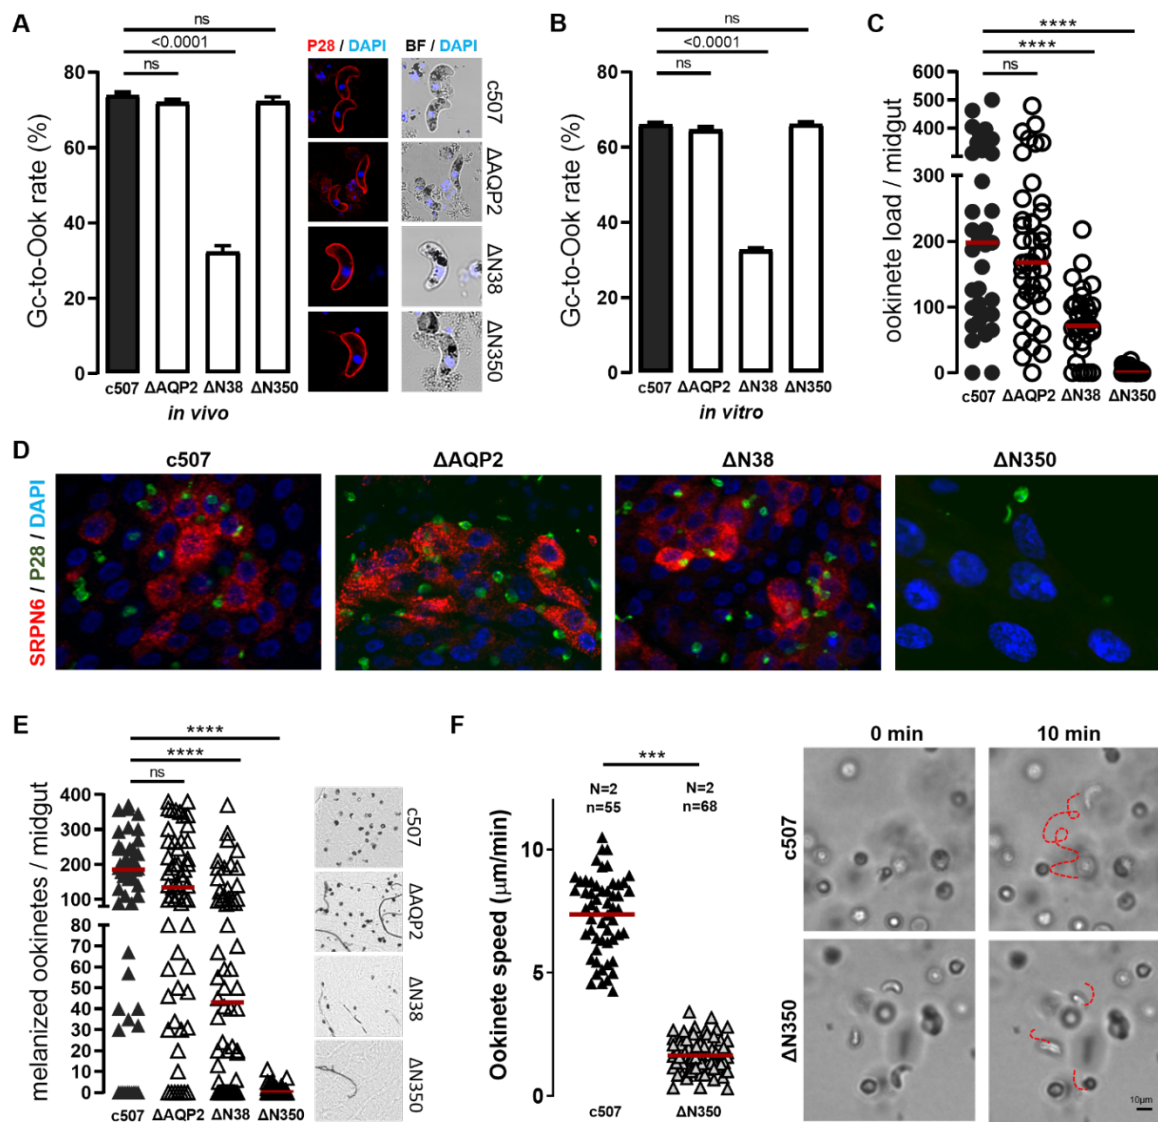 A
ns
<0.0001
ns
80
60
40
20
0
Gc-to-Ook rate (%)
c507 ΔAQP2 ΔN38 ΔN350
in vivo
P28 / DAPI
BF / DAPI
c507
ΔAQP2
ΔN38
ΔN350
B
ns
<0.0001
ns
80
60
40
20
0
Gc-to-Ook rate (%)
c507 ΔAQP2 ΔN38 ΔN350
in vitro
C
****
****
ns
600
500
400
300
200
100
0
ookinete load / midgut
c507 ΔAQP2 ΔN38 ΔN350
D
c507
ΔAQP2
ΔN38
ΔN350
SRPN6 / P28 / DAPI
E
****
****
ns
400
300
200
100
80
70
60
50
40
30
20
10
0
melanized ookinetes / midgut
c507 ΔAQP2 ΔN38 ΔN350
c507
ΔAQP2
ΔN38
ΔN350
F
***
N=2
n=55
N=2
n=68
10
5
0
Ookinete speed (μm/min)
c507
ΔN350
0 min
10 min
c507
ΔN350
10μm